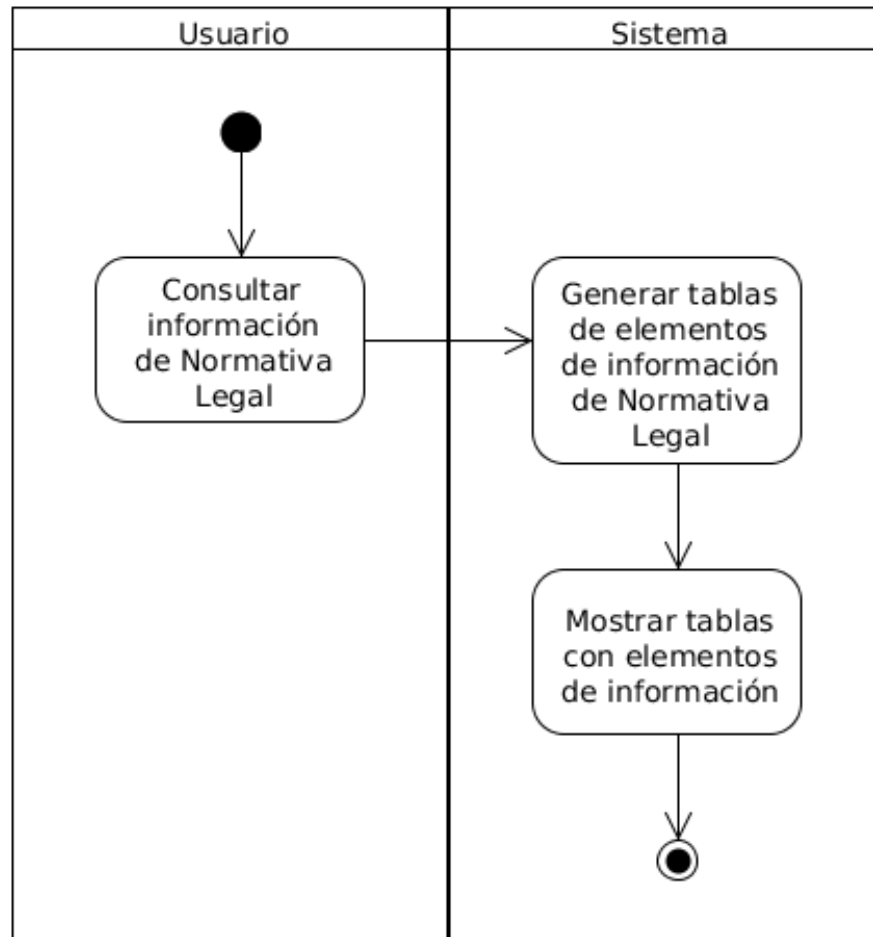 Usuario
Sistema
Consultar
información
de Normativa
Legal
Generar tablas
de elementos
de información
de Normativa
Legal
Mostrar tablas
con elementos
de información